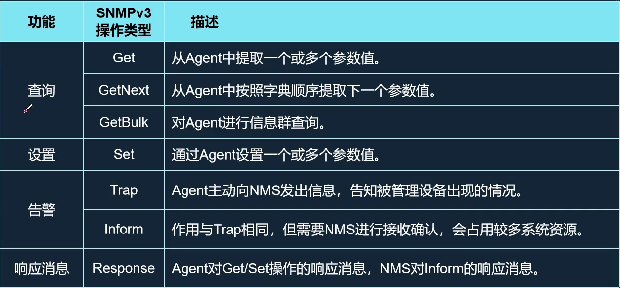 功能 SNMPv3操作类型 描述
查询 Get 从Agent中提取一个或多个参数值。
GetNext 从Agent中按照字典顺序提取下一个参数值。
GetBulk 对Agent进行信息群查询。
设置 Set 通过Agent设置一个或多个参数值。
告警 Trap Agent主动向NMS发出信息，告知被管理设备出现的情况。
Inform 作用与Trap相同，但需要NMS进行接收确认，会占用较多系统资源。
响应消息 Response Agent对Get/Set操作的响应消息，NMS对Inform的响应消息。